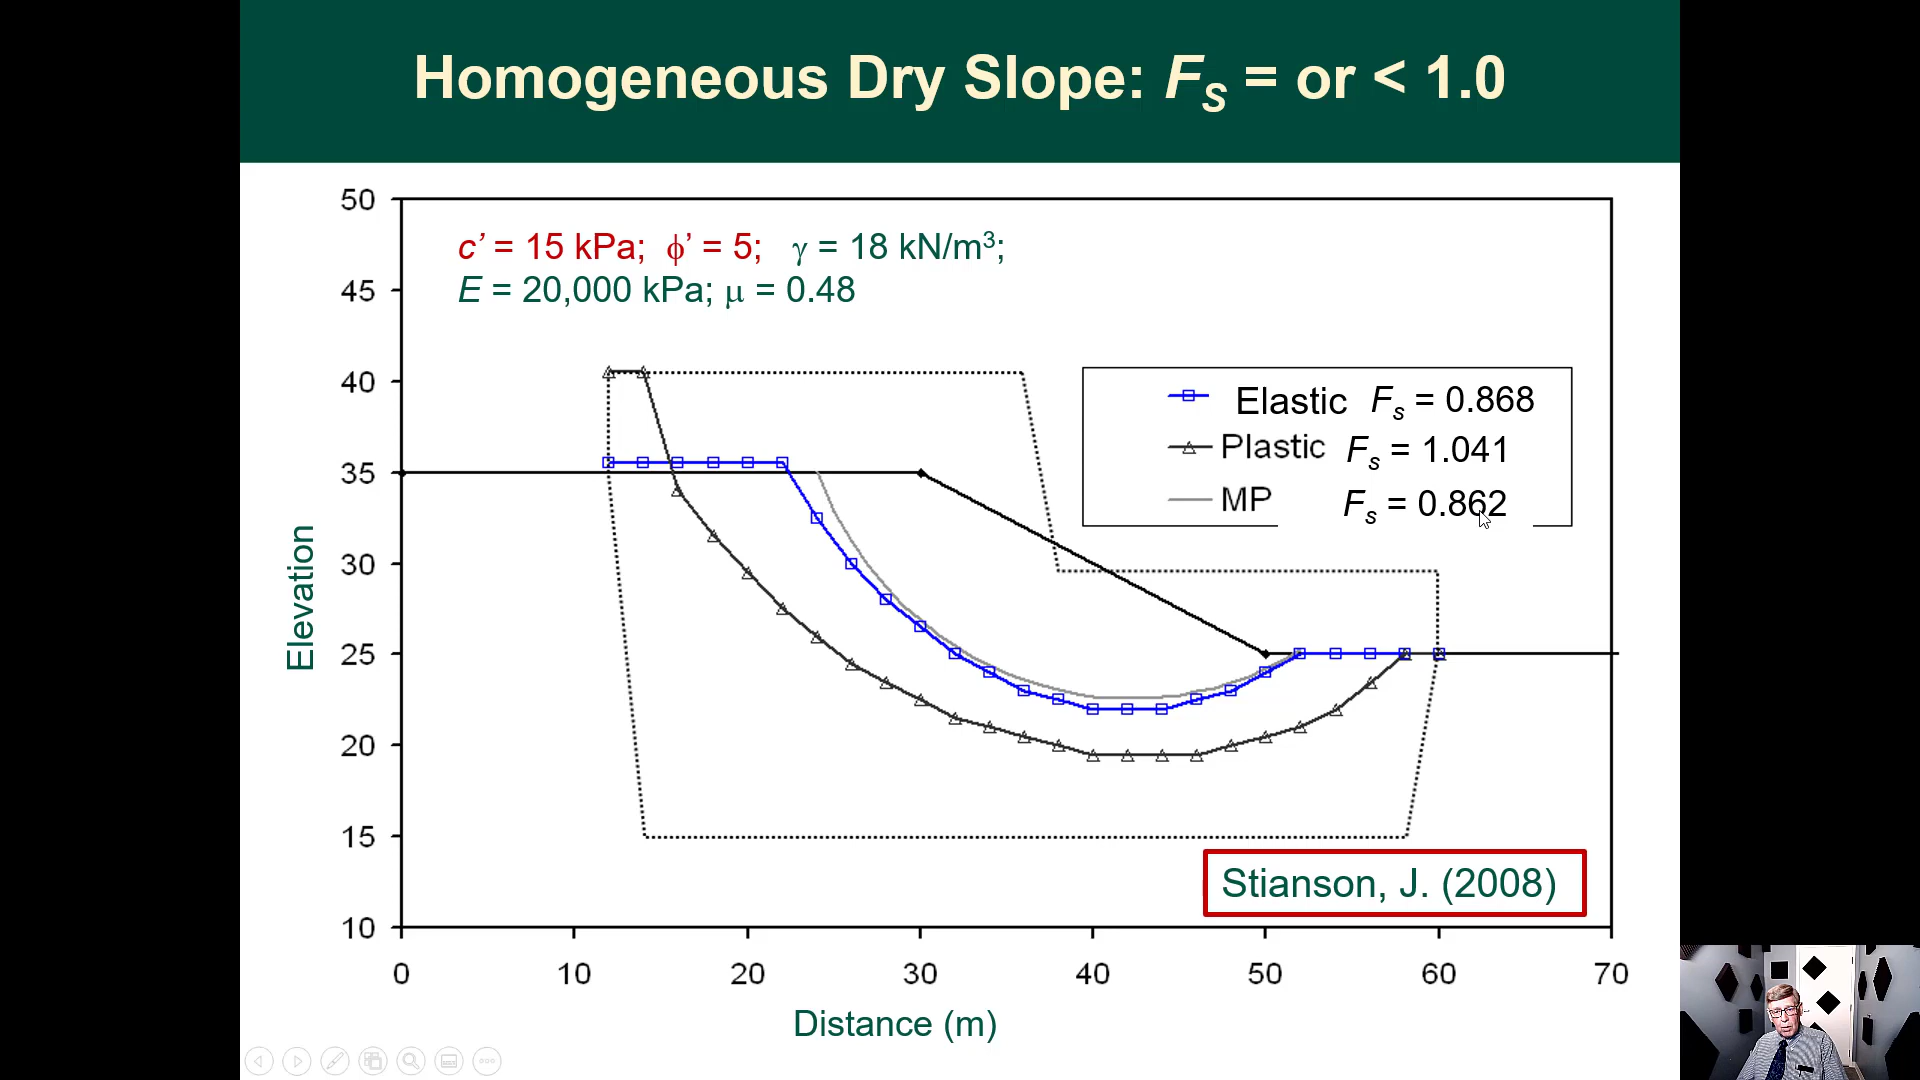 Homogeneous Dry Slope: Fs = or < 1.0
50
c’ = 15 kPa; ϕ’ = 5; γ = 18 kN/m³;
45
E = 20,000 kPa; μ = 0.48
40
Elastic Fs = 0.868
Plastic Fs = 1.041
35
MP Fs = 0.862
30
Elevation
25
20
15
Stianson, J. (2008)
10
0 10 20 30 40 50 60 70
Distance (m)